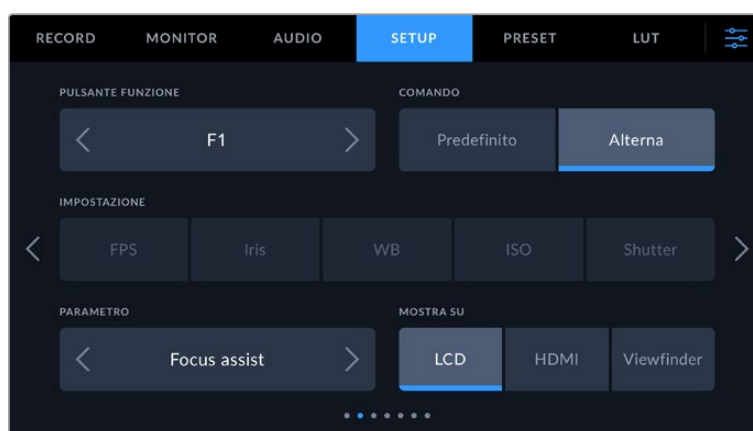 RECORD MONITOR AUDIO SETUP PRESET LUT
PULSANTE FUNZIONE COMANDO
F1 Predefinito Alterna
IMPOSTAZIONE
FPS Iris WB ISO Shutter
PARAMETRO MOSTRA SU
Focus assist LCD HDMI Viewfinder